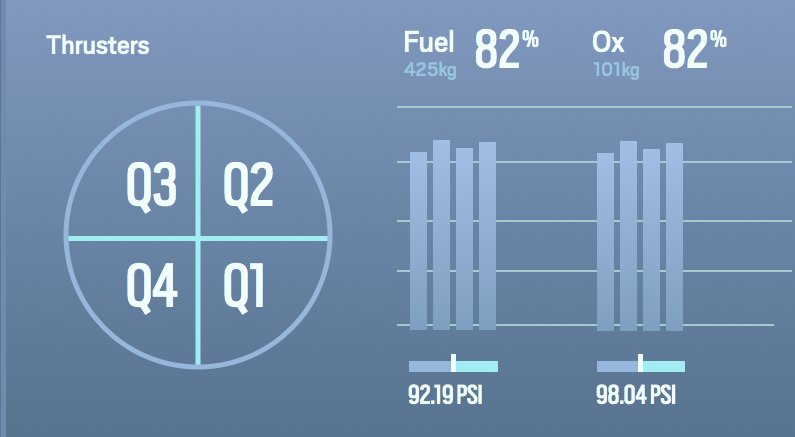 Thrusters
Fuel 82%
425kg
Ox 82%
101kg
Q3 Q2
Q4 Q1
92.19 PSI
98.04 PSI